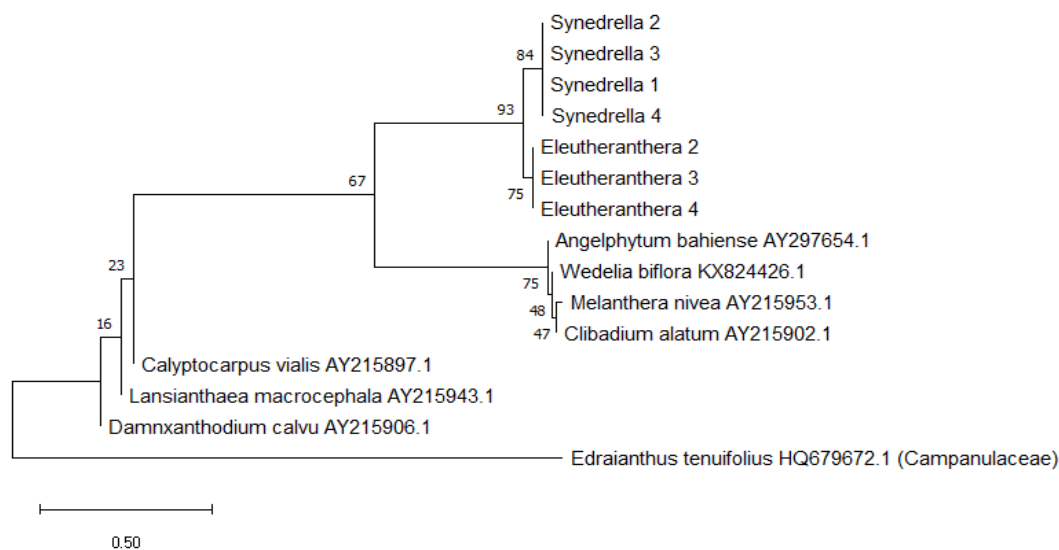 Synedrella 2
84
Synedrella 3
Synedrella 1
93
Synedrella 4
Eleutheranthera 2
67
Eleutheranthera 3
75
Eleutheranthera 4
Angelphytum bahiense AY297654.1
23
Wedelia biflora KX824426.1
75
Melanthera nivea AY215953.1
48
16
47
Clibadium alatum AY215902.1
Calyptocarpus vialis AY215897.1
Lansianthaea macrocephala AY215943.1
Damnxanthodium calvu AY215906.1
Edraianthus tenuifolius HQ679672.1 (Campanulaceae)
0.50